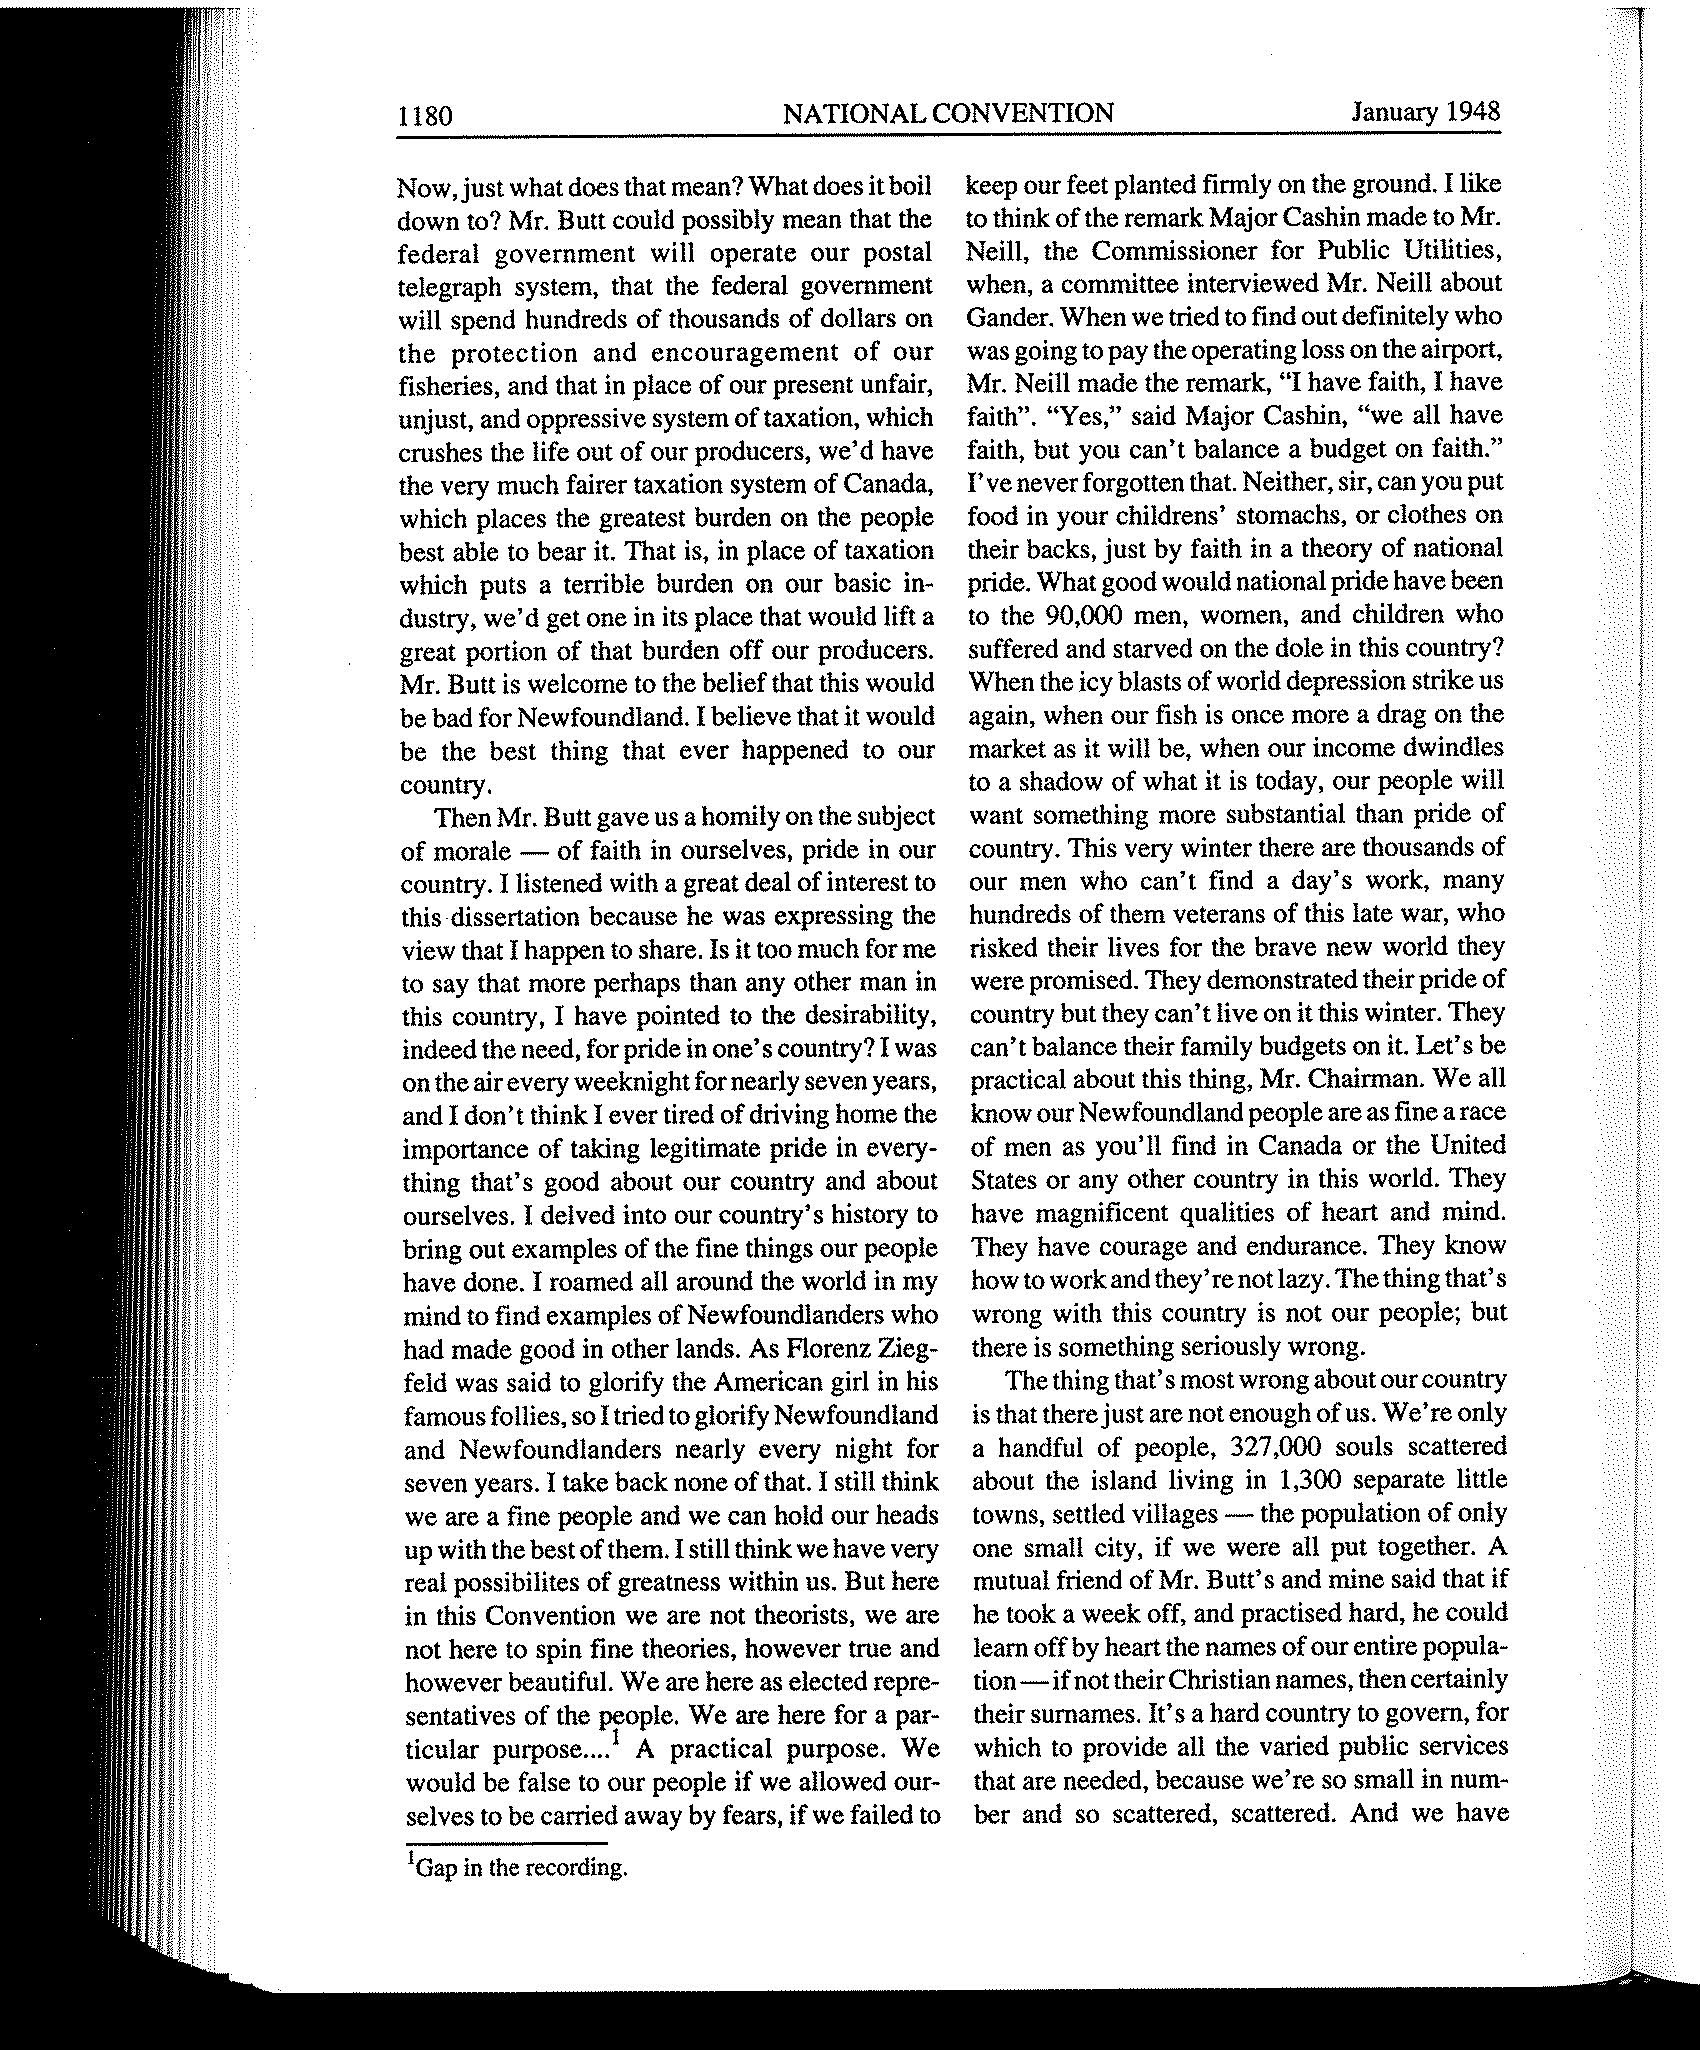 1180 NATIONAL CONVENTION January 1948
Now, just what does that mean? What does it boil
down to? Mr. Butt could possibly mean that the
federal government will operate our postal
telegraph system, that the federal government
will spend hundreds of thousands of dollars on
the protection and encouragement of our
fisheries, and that in place of our present unfair,
unjust, and oppressive system of taxation, which
crushes the life out of our producers, we'd have
the very much fairer taxation system of Canada,
which places the greatest burden on the people
best able to bear it. That is, in place of taxation
which puts a terrible burden on our basic in-
dustry, we'd get one in its place that would lift a
great portion of that burden off our producers.
Mr. Butt is welcome to the belief that this would
be bad for Newfoundland. I believe that it would
be the best thing that ever happened to our
country.
Then Mr. Butt gave us a homily on the subject
of morale — of faith in ourselves, pride in our
country. I listened with a great deal of interest to
this dissertation because he was expressing the
view that I happen to share. Is it too much for me
to say that more perhaps than any other man in
this country, I have pointed to the desirability,
indeed the need, for pride in one's country? I was
on the air every weeknight for nearly seven years,
and I don't think I ever tired of driving home the
importance of taking legitimate pride in every-
thing that's good about our country and about
ourselves. I delved into our country's history to
bring out examples of the fine things our people
have done. I roamed all around the world in my
mind to find examples of Newfoundlanders who
had made good in other lands. As Florenz Zieg-
feld was said to glorify the American girl in his
famous follies, so I tried to glorify Newfoundland
and Newfoundlanders nearly every night for
seven years. I take back none of that. I still think
we are a fine people and we can hold our heads
up with the best of them. I still think we have very
real possibilites of greatness within us. But here
in this Convention we are not theorists, we are
not here to spin fine theories, however true and
however beautiful. We are here as elected repre-
sentatives of the people. We are here for a par-
ticular purpose....¹ A practical purpose. We
would be false to our people if we allowed our-
selves to be carried away by fears, if we failed to
¹Gap in the recording.
keep our feet planted firmly on the ground. I like
to think of the remark Major Cashin made to Mr.
Neill, the Commissioner for Public Utilities,
when, a committee interviewed Mr. Neill about
Gander. When we tried to find out definitely who
was going to pay the operating loss on the airport,
Mr. Neill made the remark, "I have faith, I have
faith". "Yes," said Major Cashin, "we all have
faith, but you can't balance a budget on faith."
I've never forgotten that. Neither, sir, can you put
food in your childrens' stomachs, or clothes on
their backs, just by faith in a theory of national
pride. What good would national pride have been
to the 90,000 men, women, and children who
suffered and starved on the dole in this country?
When the icy blasts of world depression strike us
again, when our fish is once more a drag on the
market as it will be, when our income dwindles
to a shadow of what it is today, our people will
want something more substantial than pride of
country. This very winter there are thousands of
our men who can't find a day's work, many
hundreds of them veterans of this late war, who
risked their lives for the brave new world they
were promised. They demonstrated their pride of
country but they can't live on it this winter. They
can't balance their family budgets on it. Let's be
practical about this thing, Mr. Chairman. We all
know our Newfoundland people are as fine a race
of men as you'll find in Canada or the United
States or any other country in this world. They
have magnificent qualities of heart and mind.
They have courage and endurance. They know
how to work and they're not lazy. The thing that's
wrong with this country is not our people; but
there is something seriously wrong.
The thing that's most wrong about our country
is that there just are not enough of us. We're only
a handful of people, 327,000 souls scattered
about the island living in 1,300 separate little
towns, settled villages — the population of only
one small city, if we were all put together. A
mutual friend of Mr. Butt's and mine said that if
he took a week off, and practised hard, he could
learn off by heart the names of our entire popula-
tion — if not their Christian names, then certainly
their surnames. It's a hard country to govern, for
which to provide all the varied public services
that are needed, because we're so small in num-
ber and so scattered, scattered. And we have